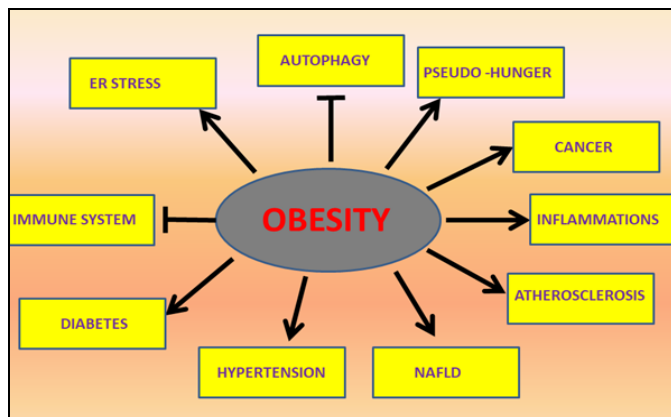 AUTOPHAGY
PSEUDO -HUNGER
ER STRESS
CANCER
IMMUNE SYSTEM
OBESITY
INFLAMMATIONS
ATHEROSCLEROSIS
DIABETES
HYPERTENSION
NAFLD